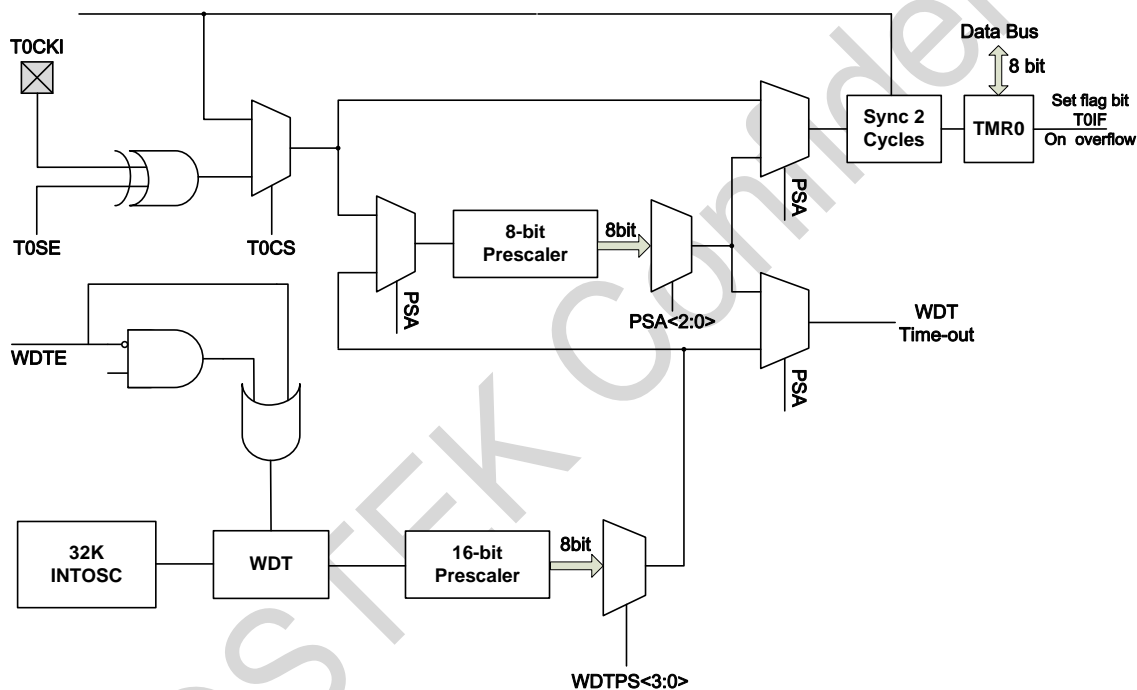 T0CKI
Data Bus
8 bit
Set flag bit
T0IF
On overflow
Sync 2
Cycles
TMR0
PSA
T0SE
T0CS
8-bit
Prescaler
8bit
PSA
PSA<2:0>
WDT
Time-out
PSA
WDTE
32K
INTOSC
WDT
16-bit
Prescaler
8bit
WDTPS<3:0>
STEK Confide